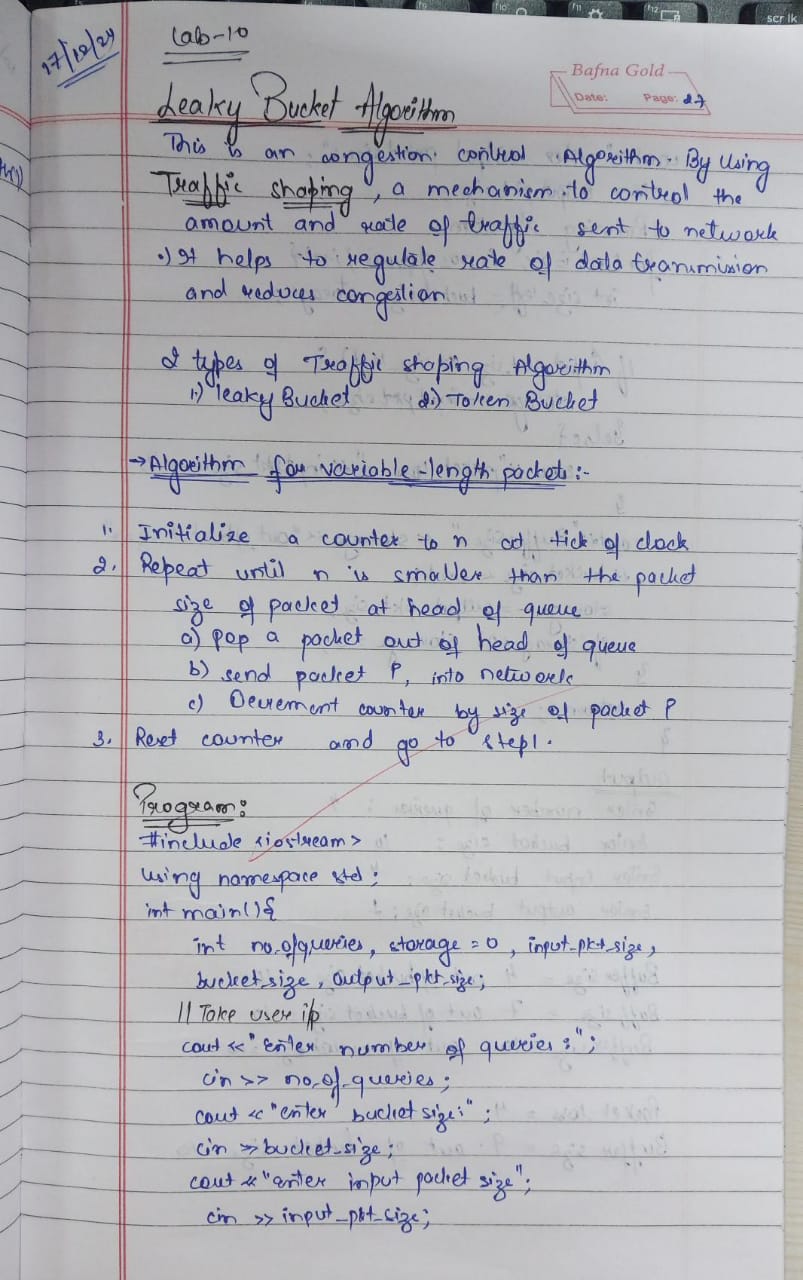 scr lk
17/12/24
Lab-10
Bafna Gold
Date: Page: 27
Leaky Bucket Algorithm
This is an congestion control Algorithm. By Using
Traffic shaping, a mechanism to control the
amount and rate of traffic sent to network
•) It helps to regulate rate of data tranmission
and reduces congestion
2 types of Traffic shaping Algorithm
1) leaky Bucket 2) Token Bucket
→ Algorithm for variable-length packets :-
1. Initialize a counter to n at tick of clock
2. Repeat until n is smaller than the packet
size of packet at head of queue
a) pop a packet out of head of queue
b) send packet P, into network
c) Decrement counter by size of packet P
3. Reset counter and go to step1.
Program:
#include <iostream>
Using namespace std;
int main(){
int no_ofqueries, storage = 0, input_pkt_size,
bucket_size, output_pkt_size;
// Take user i/p
cout << "Enter number of queries :";
cin >> no_of_queries;
cout << "enter bucket size:";
cin >> bucket_size;
cout << "enter input packet size";
cin >> input_pkt_size;